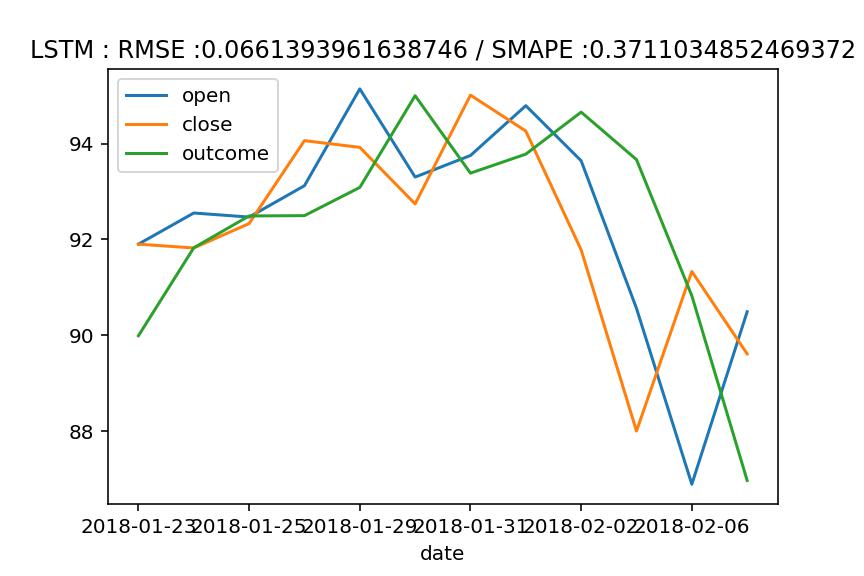 LSTM : RMSE :0.0661393961638746 / SMAPE :0.3711034852469372
open
close
outcome
94
92
90
88
2018-01-23 2018-01-25 2018-01-29 2018-01-31 2018-02-02 2018-02-06
date